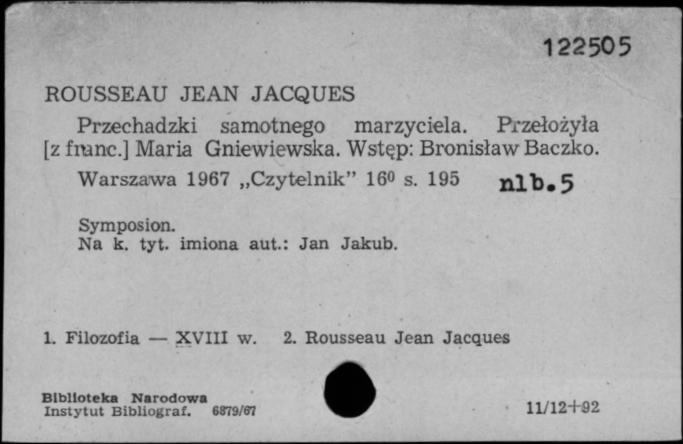 122505
ROUSSEAU JEAN JACQUES
Przechadzki samotnego marzyciela. Przełożyła
[z franc.] Maria Gniewiewska. Wstęp: Bronisław Baczko.
Warszawa 1967 „Czytelnik” 16⁰ s. 195 nlb.5
Symposion.
Na k. tyt. imiona aut.: Jan Jakub.
1. Filozofia — XVIII w. 2. Rousseau Jean Jacques
Biblioteka Narodowa
Instytut Bibliograf. 6879/67 11/12+92